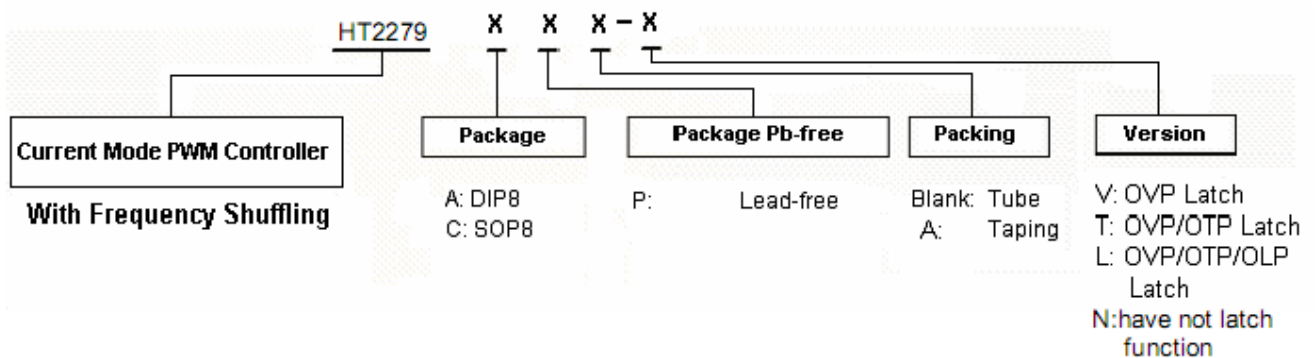 HT2279 X X X - X
Current Mode PWM Controller
With Frequency Shuffling
Package
A: DIP8
C: SOP8
Package Pb-free
P: Lead-free
Packing
Blank: Tube
A: Taping
Version
V: OVP Latch
T: OVP/OTP Latch
L: OVP/OTP/OLP
Latch
N:have not latch
function